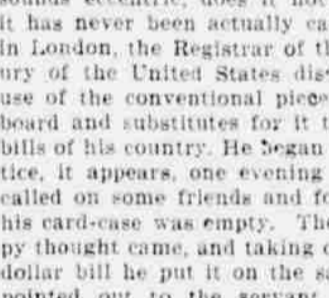 sounds eccentric, does it not
it has never been actually ca
in London, the Registrar of th
ury of the United States dis
use of the conventional piece
board and substitutes for it t
bills of his country. He began
tice, it appears, one evening
called on some friends and fo
his card-case was empty. The
py thought came, and taking o
dollar bill he put it on the s
pointed out to the servant